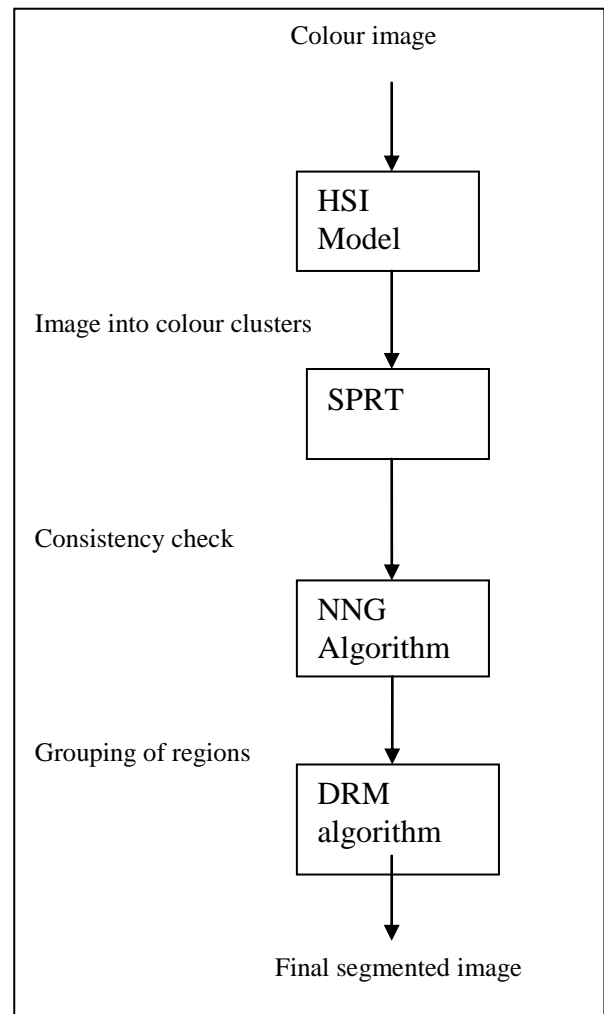 Colour image
HSI
Model
Image into colour clusters
SPRT
Consistency check
NNG
Algorithm
Grouping of regions
DRM
algorithm
Final segmented image